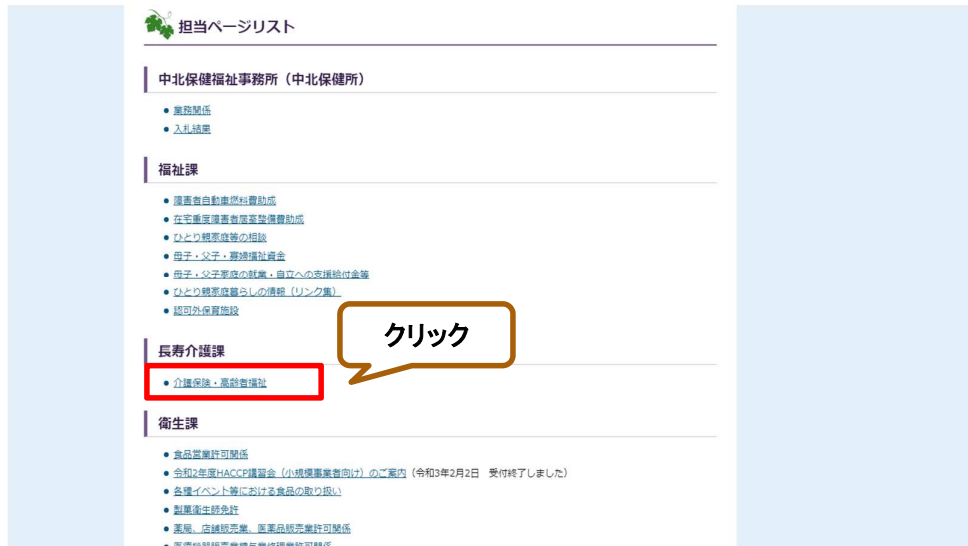 担当ページリスト
中北保健福祉事務所（中北保健所）
業務関係
入札結果
福祉課
障害者自動車燃料費助成
在宅重度障害者居室整備費助成
ひとり親家庭等の相談
母子・父子・寡婦福祉資金
母子・父子家庭の就業・自立への支援給付金等
ひとり親家庭暮らしの情報（リンク集）
認可外保育施設
クリック
長寿介護課
介護保険・高齢者福祉
衛生課
食品営業許可関係
令和2年度HACCP講習会（小規模事業者向け）のご案内（令和3年2月2日　受付終了しました）
各種イベント等における食品の取り扱い
製菓衛生師免許
薬局、店舗販売業、医薬品販売業許可関係